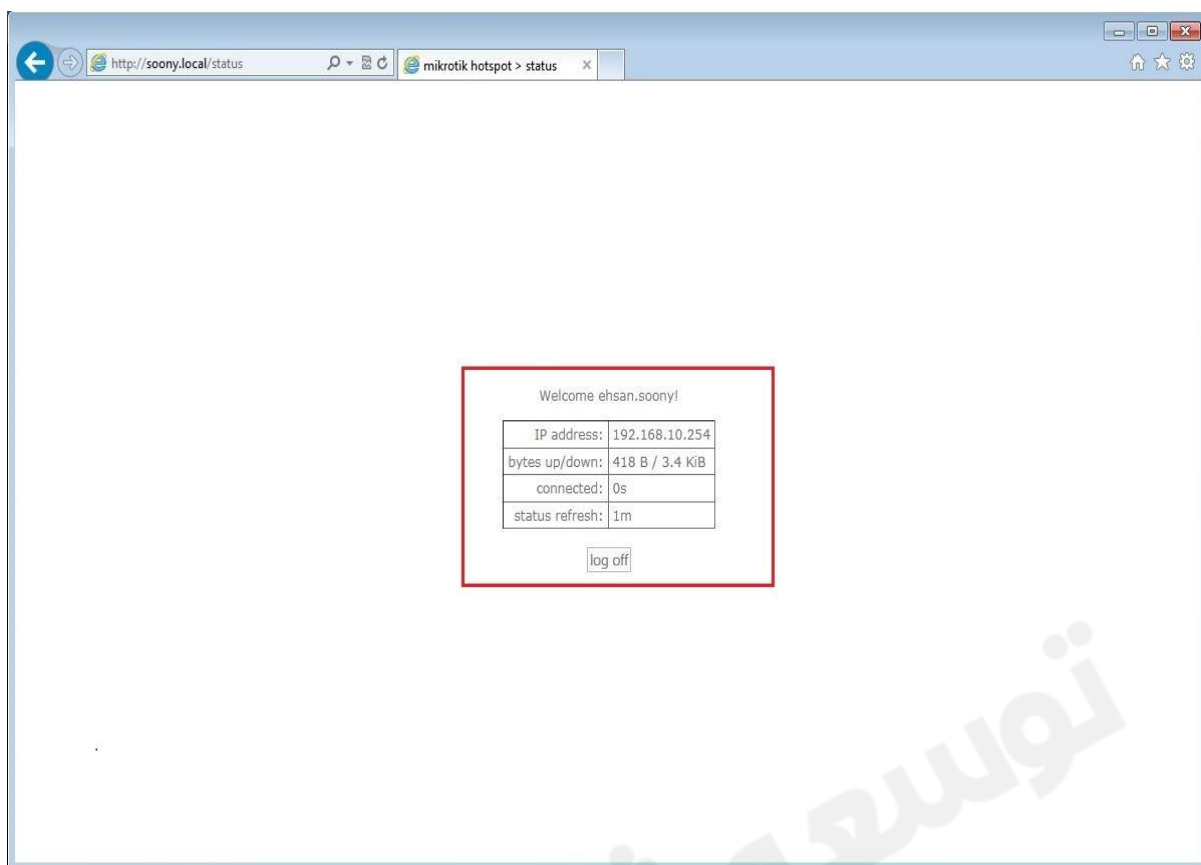 http://soony.local/status
mikrotik hotspot > status
Welcome ehsan.soony!
IP address: 192.168.10.254
bytes up/down: 418 B / 3.4 KiB
connected: 0s
status refresh: 1m
log off
توسعه